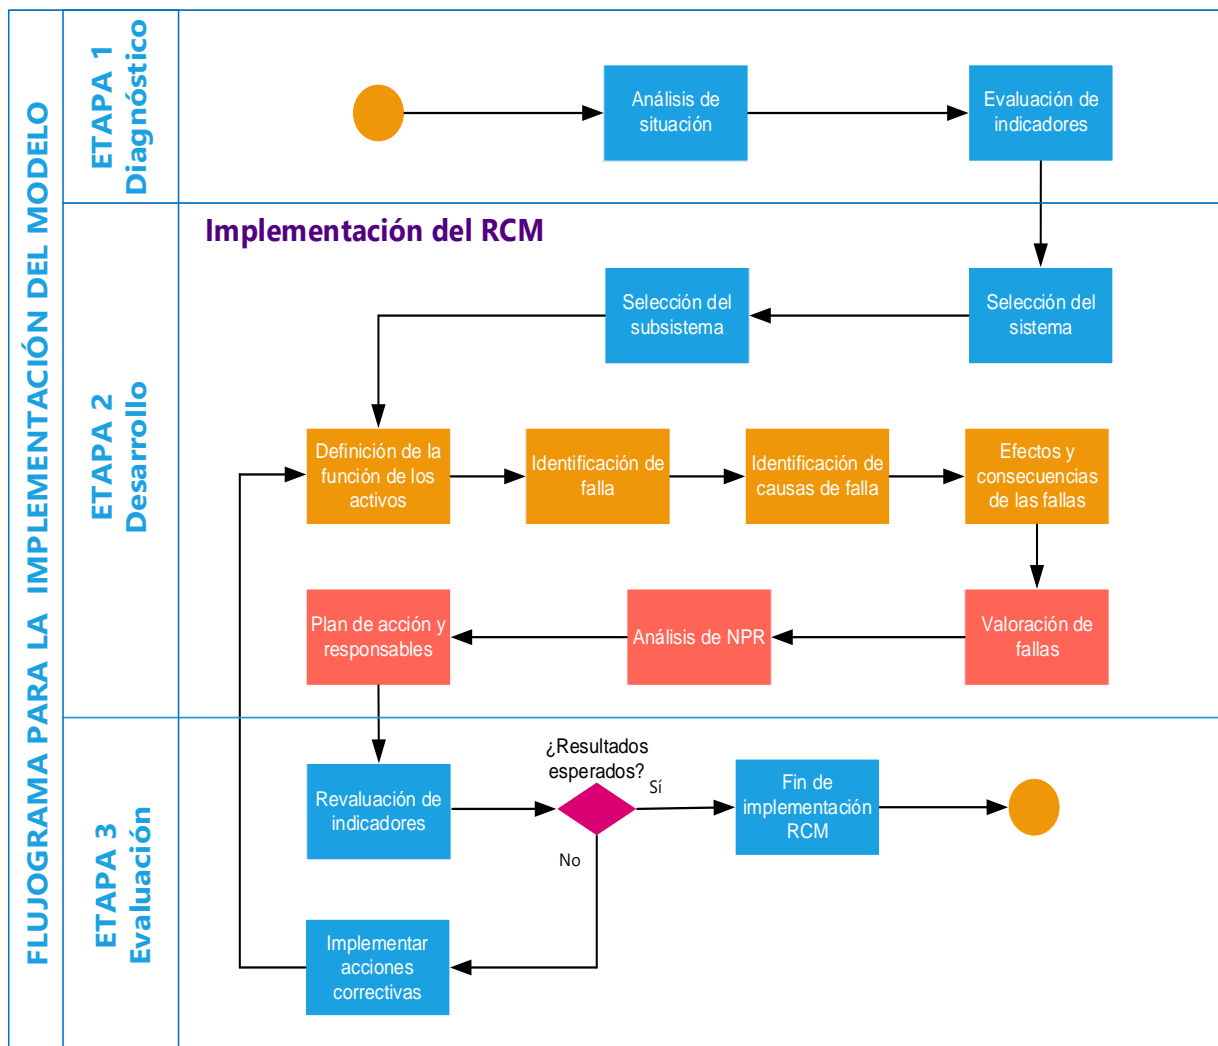 FLUJOGRAMA PARA LA IMPLEMENTACIÓN DEL MODELO
ETAPA 1
Diagnóstico
Análisis de
situación
Evaluación de
indicadores
ETAPA 2
Desarrollo
Implementación del RCM
Selección del
subsistema
Selección del
sistema
Definición de la
función de los
activos
Identificación de
falla
Identificación de
causas de falla
Efectos y
consecuencias
de las fallas
Plan de acción y
responsables
Análisis de NPR
Valoración de
fallas
ETAPA 3
Evaluación
Revaluación de
indicadores
¿Resultados
esperados?
Sí
No
Fin de
implementación
RCM
Implementar
acciones
correctivas